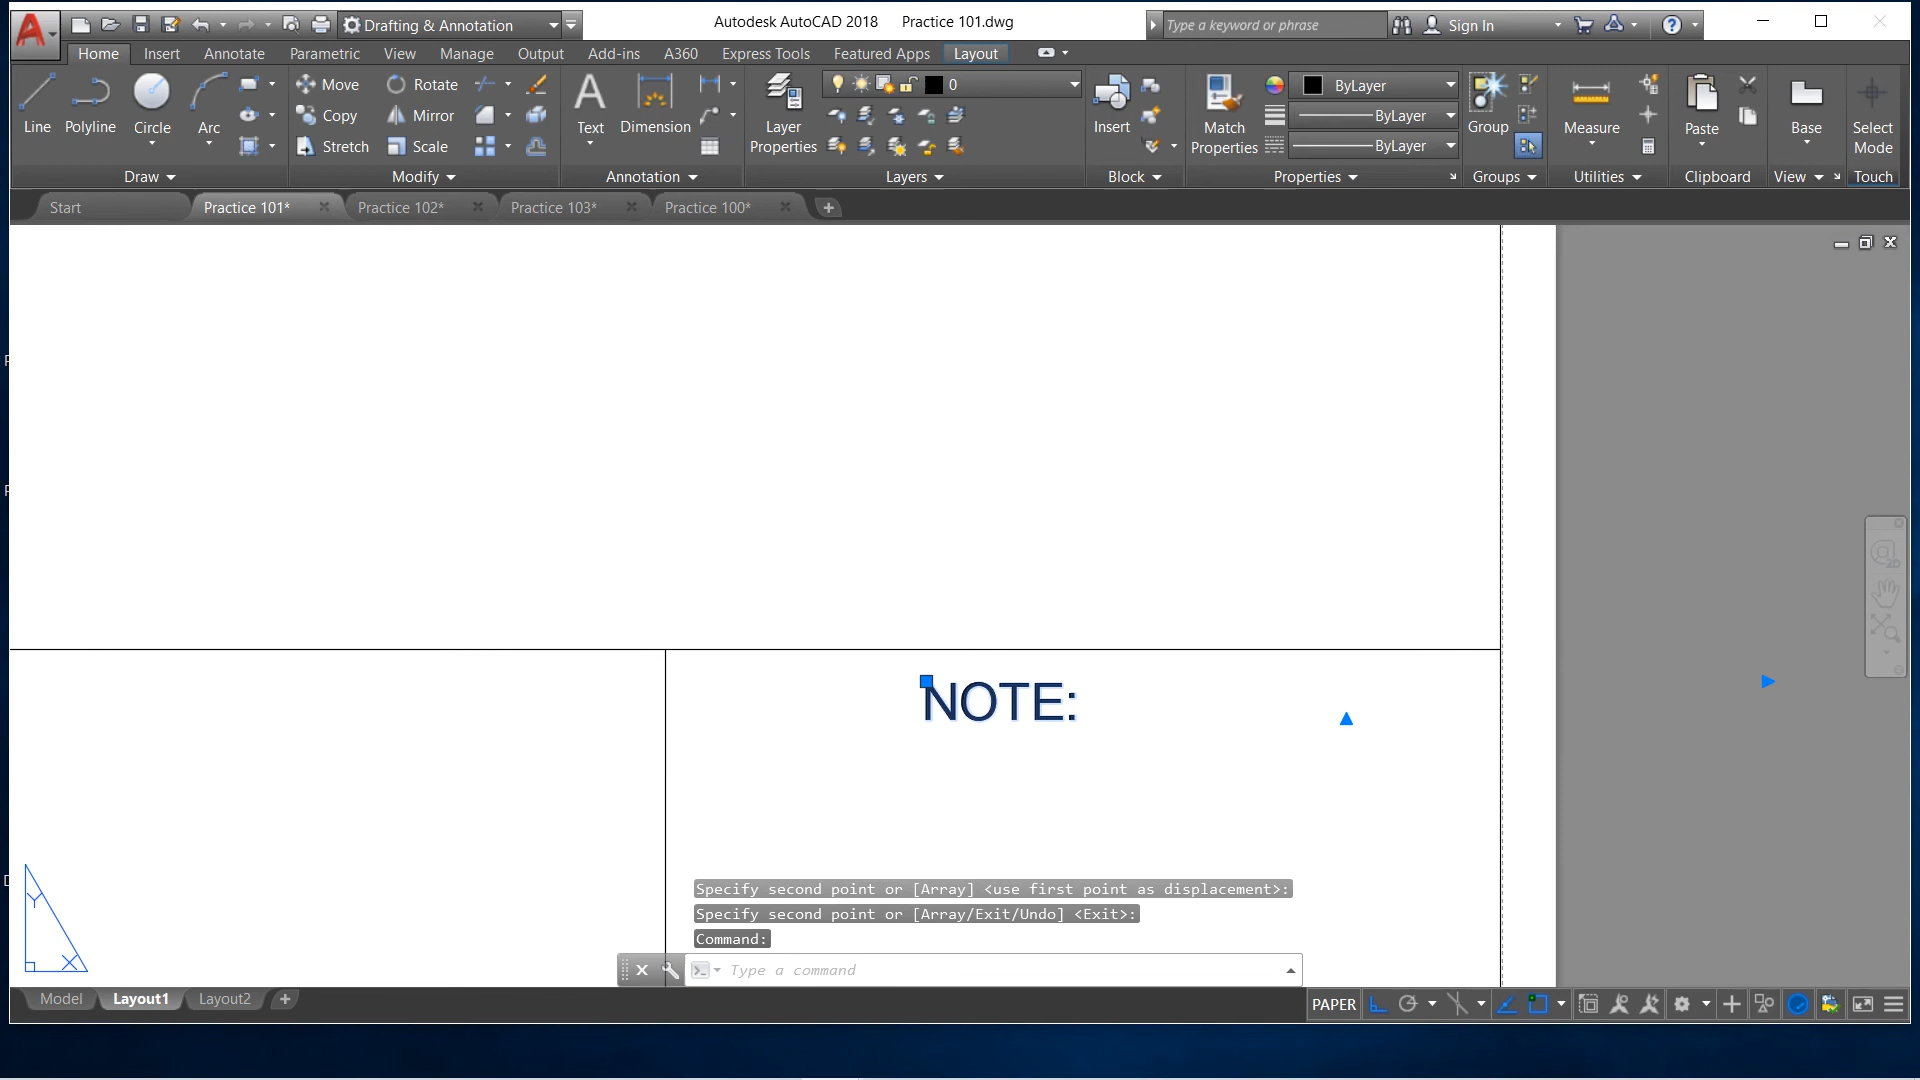 Drafting & Annotation
Autodesk AutoCAD 2018 Practice 101.dwg
Type a keyword or phrase
Sign In
Home Insert Annotate Parametric View Manage Output Add-ins A360 Express Tools Featured Apps Layout
Line Polyline Circle Arc
Move Rotate
Copy Mirror
Stretch Scale
Text Dimension
Layer Properties
0
Insert
Match Properties
ByLayer
ByLayer
ByLayer
Group
Measure
Paste
Base
Select Mode
Draw Modify Annotation Layers Block Properties Groups Utilities Clipboard View Touch
Start Practice 101* Practice 102* Practice 103* Practice 100*
NOTE:
Y
X
Specify second point or [Array] <use first point as displacement>:
Specify second point or [Array/Exit/Undo] <Exit>:
Command:
Type a command
Model Layout1 Layout2
PAPER